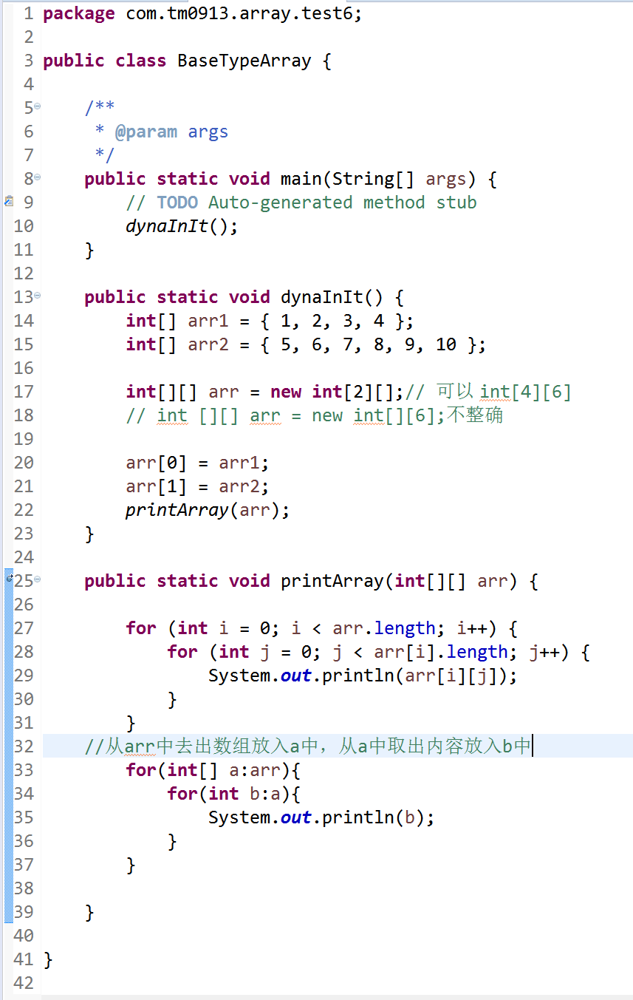 1 package com.tm0913.array.test6;
2
3 public class BaseTypeArray {
4
5     /**
6      * @param args
7      */
8     public static void main(String[] args) {
9         // TODO Auto-generated method stub
10         dynaInIt();
11     }
12
13     public static void dynaInIt() {
14         int[] arr1 = { 1, 2, 3, 4 };
15         int[] arr2 = { 5, 6, 7, 8, 9, 10 };
16
17         int[][] arr = new int[2][];// 可以 int[4][6]
18         // int [][] arr = new int[][6];不整确
19
20         arr[0] = arr1;
21         arr[1] = arr2;
22         printArray(arr);
23     }
24
25     public static void printArray(int[][] arr) {
26
27         for (int i = 0; i < arr.length; i++) {
28             for (int j = 0; j < arr[i].length; j++) {
29                 System.out.println(arr[i][j]);
30             }
31         }
32     //从arr中去出数组放入a中，从a中取出内容放入b中
33         for(int[] a:arr){
34             for(int b:a){
35                 System.out.println(b);
36             }
37         }
38
39     }
40
41 }
42